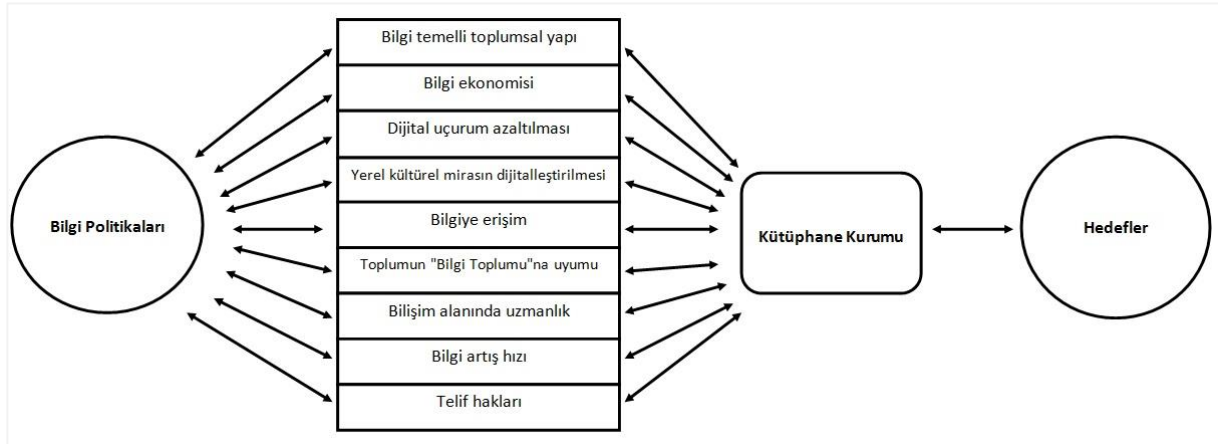 Bilgi temelli toplumsal yapı
Bilgi ekonomisi
Dijital uçurum azaltılması
Yerel kültürel mirasın dijitalleştirilmesi
Bilgiye erişim
Toplumun "Bilgi Toplumu"na uyumu
Bilişim alanında uzmanlık
Bilgi artış hızı
Telif hakları
Bilgi Politikaları
Kütüphane Kurumu
Hedefler